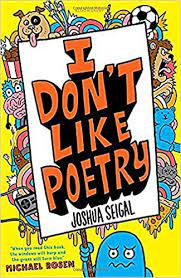 I
DON'T
LIKE
POETRY
JOSHUA SEIGAL
"When you read this book,
the windows will burp and
the grass will turn blue."
MICHAEL ROSEN